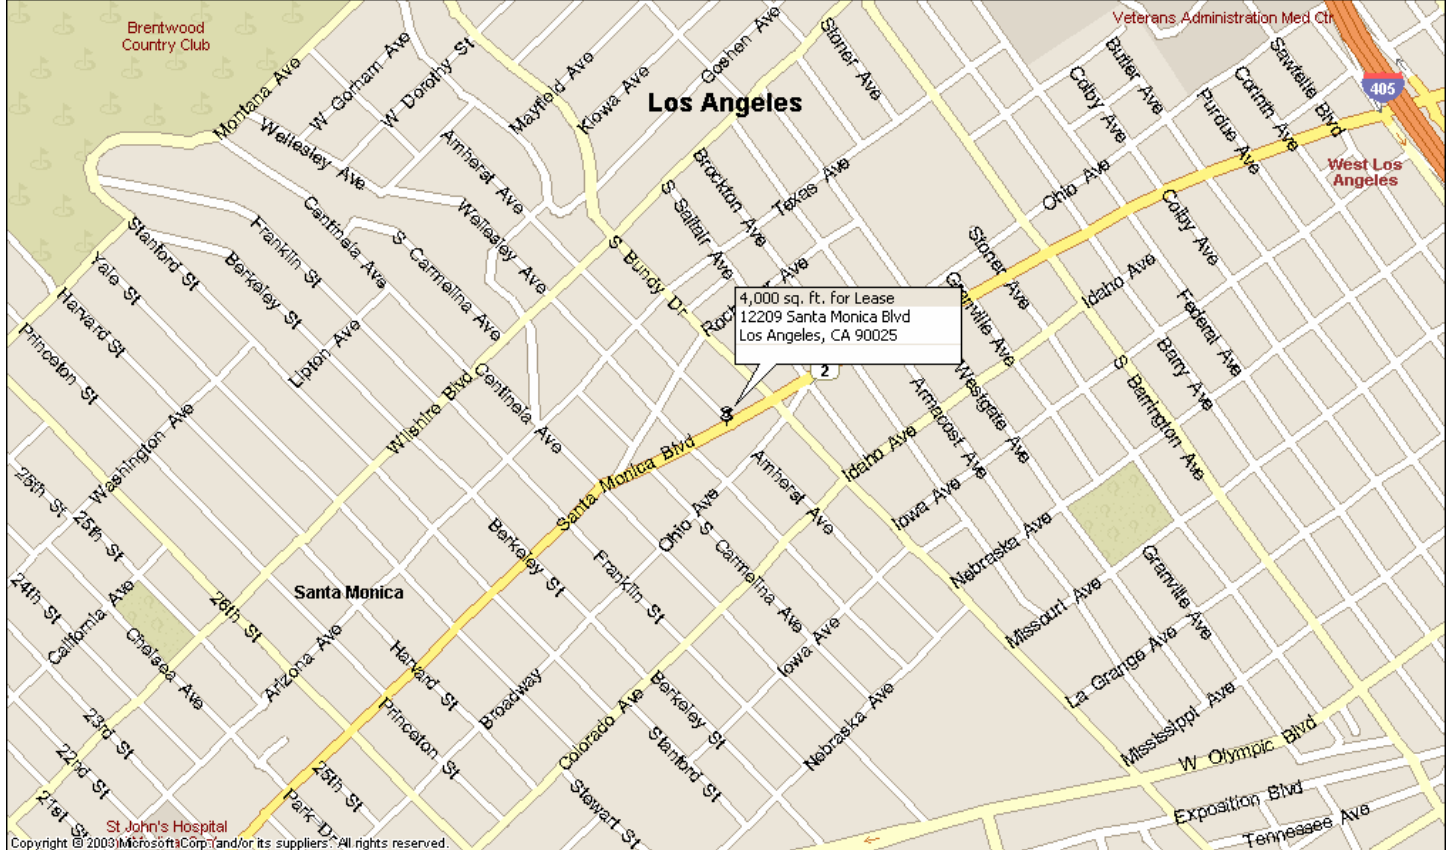 Brentwood
Country Club
Veterans Administration Med Ctr
Montana Ave
W Gorham Ave
W Dorothy St
Mayfield Ave
Kiowa Ave
Goshen Ave
Stoner Ave
Butler Ave
Colby Ave
Sawtelle Blvd
Corinth Ave
Purdue Ave
405
Los Angeles
Wellesley Ave
Amherst Ave
Brockton Ave
Texas Ave
Ohio Ave
West Los
Angeles
Stanford St
Franklin St
Centinela Ave
S Carmelina Ave
Wellesley Ave
S Saltair Ave
Stoner Ave
Colby Ave
Yale St
Berkeley St
S Bundy Dr
Idaho Ave
Harvard St
Princeton St
Lipton Ave
4,000 sq. ft. for Lease
12209 Santa Monica Blvd
Los Angeles, CA 90025
2
Granville Ave
Federal Ave
Barry Ave
S Barrington Ave
Westgate Ave
Armacost Ave
Wilshire Blvd
Centinela Ave
Washington Ave
Santa Monica Blvd
Amherst Ave
Idaho Ave
Iowa Ave
Nebraska Ave
25th St
26th St
24th St
California Ave
Chelsea Ave
Santa Monica
Arizona Ave
Berkeley St
Franklin St
Ohio Ave
S Carmelina Ave
Iowa Ave
Missouri Ave
Granville Ave
La Grange Ave
Mississippi Ave
Harvard St
Princeton St
Broadway
Colorado Ave
Berkeley St
Stanford St
Nebraska Ave
W Olympic Blvd
Exposition Blvd
Tennessee Ave
23rd St
22nd St
21st St
25th St
Park Dr
Stewart St
St John's Hospital
Copyright © 2003 Microsoft Corp. and/or its suppliers. All rights reserved.